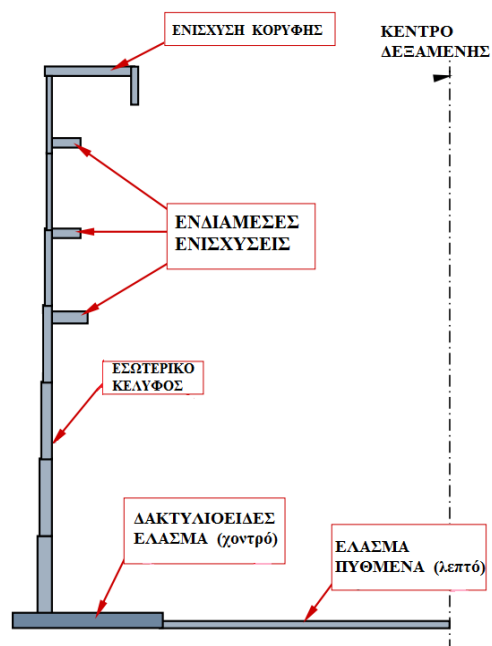 ΕΝΙΣΧΥΣΗ ΚΟΡΥΦΗΣ
ΚΕΝΤΡΟ
ΔΕΞΑΜΕΝΗΣ
ΕΝΔΙΑΜΕΣΕΣ
ΕΝΙΣΧΥΣΕΙΣ
ΕΣΩΤΕΡΙΚΟ
ΚΕΛΥΦΟΣ
ΔΑΚΤΥΛΙΟΕΙΔΕΣ
ΕΛΑΣΜΑ (χοντρό)
ΕΛΑΣΜΑ
ΠΥΘΜΕΝΑ (λεπτό)